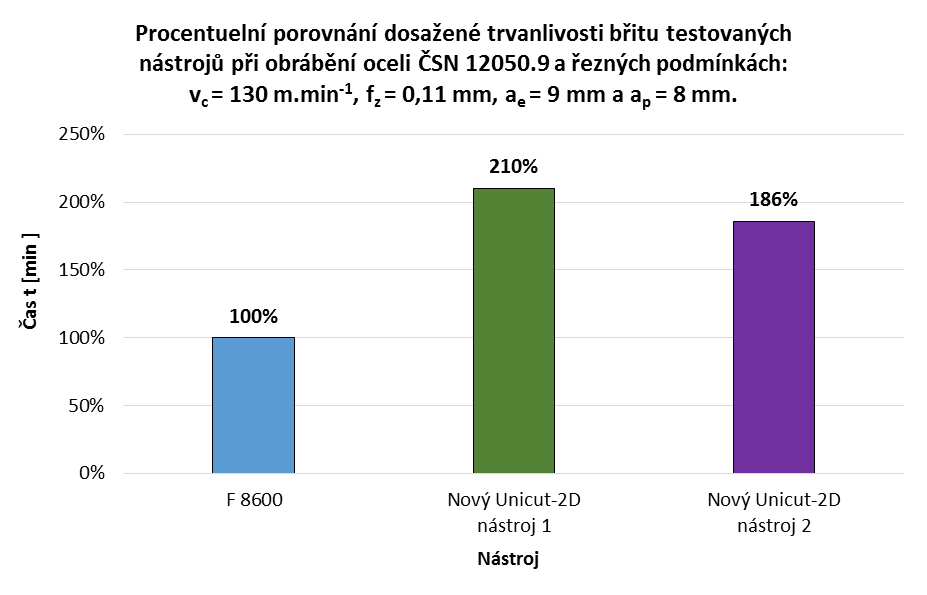 Procentuelní porovnání dosažené trvanlivosti břitu testovaných
nástrojů při obrábění oceli ČSN 12050.9 a řezných podmínkách:
vc = 130 m.min-1, fz = 0,11 mm, ae = 9 mm a ap = 8 mm.
250%
200%
150%
100%
50%
0%
Čas t [min ]
100%
210%
186%
F 8600
Nový Unicut-2D
nástroj 1
Nový Unicut-2D
nástroj 2
Nástroj